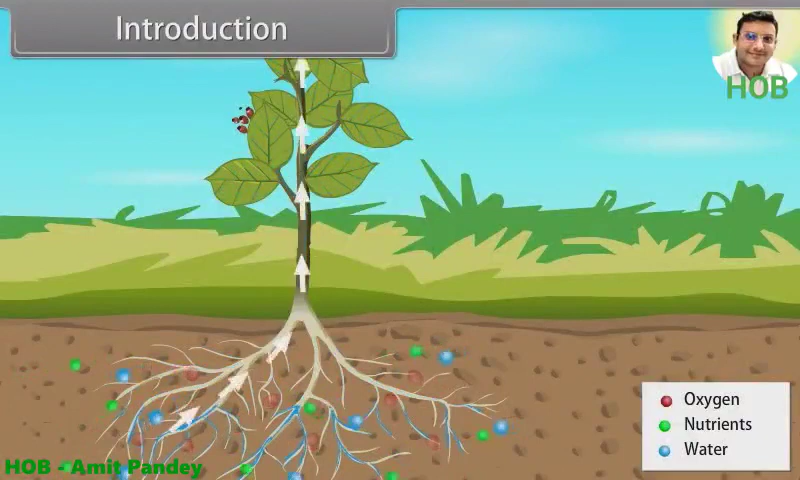 Introduction
HOB
Oxygen
Nutrients
Water
HOB - Amit Pandey